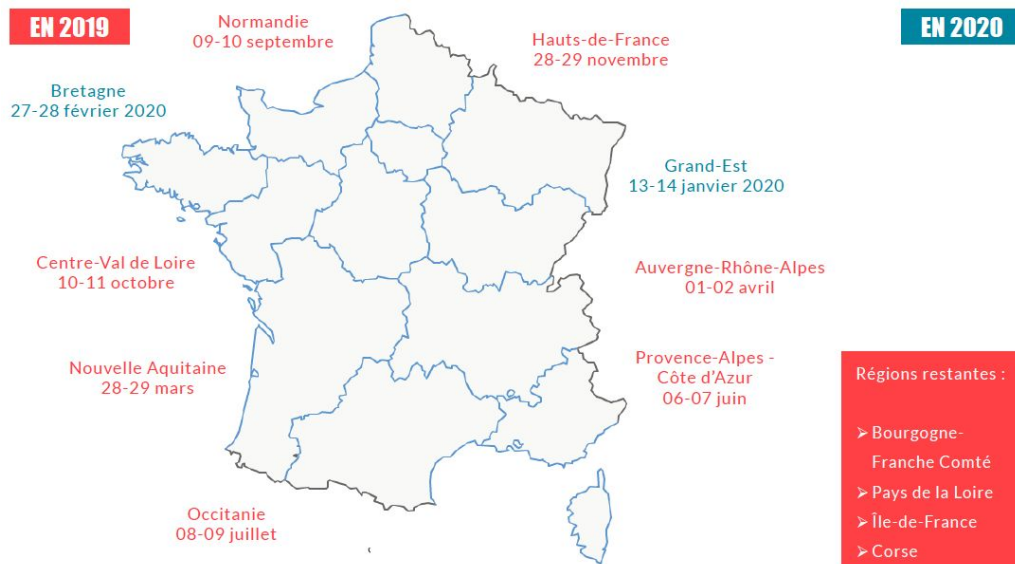 EN 2019
EN 2020
Normandie
09-10 septembre
Hauts-de-France
28-29 novembre
Bretagne
27-28 février 2020
Grand-Est
13-14 janvier 2020
Centre-Val de Loire
10-11 octobre
Auvergne-Rhône-Alpes
01-02 avril
Nouvelle Aquitaine
28-29 mars
Provence-Alpes -
Côte d'Azur
06-07 juin
Occitanie
08-09 juillet
Régions restantes :
➢ Bourgogne-
Franche Comté
➢ Pays de la Loire
➢ Île-de-France
➢ Corse